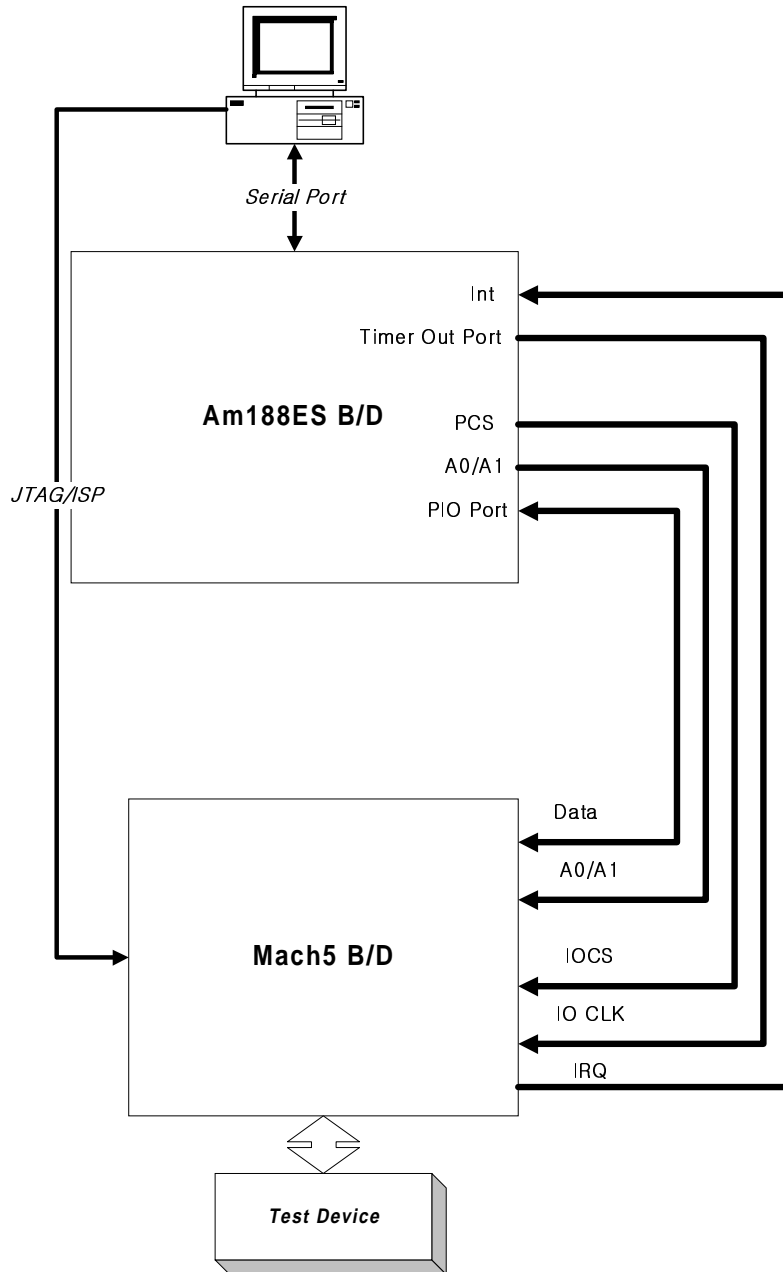 Serial Port
Int
Timer Out Port
Am188ES B/D
PCS
A0/A1
JTAG/ISP
PIO Port
Data
A0/A1
Mach5 B/D
IOCS
IO CLK
IRQ
Test Device